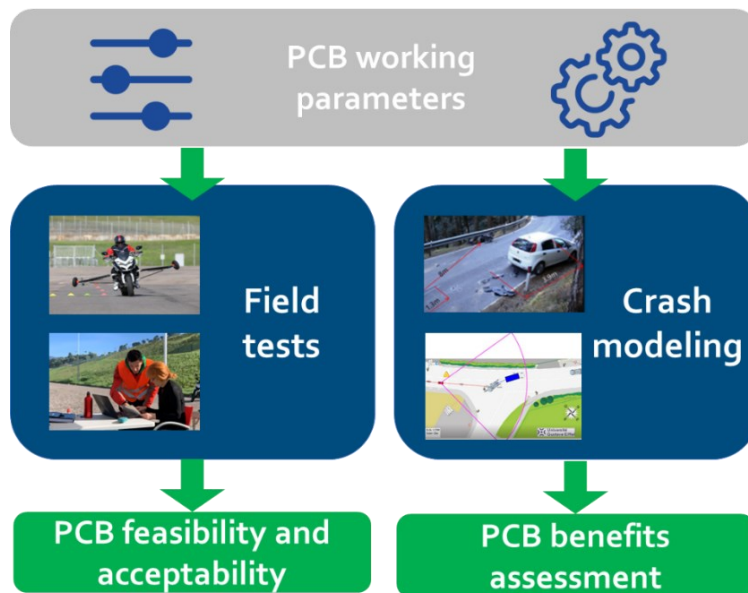 PCB working
parameters
Field
tests
Crash
modeling
PCB feasibility and
acceptability
PCB benefits
assessment